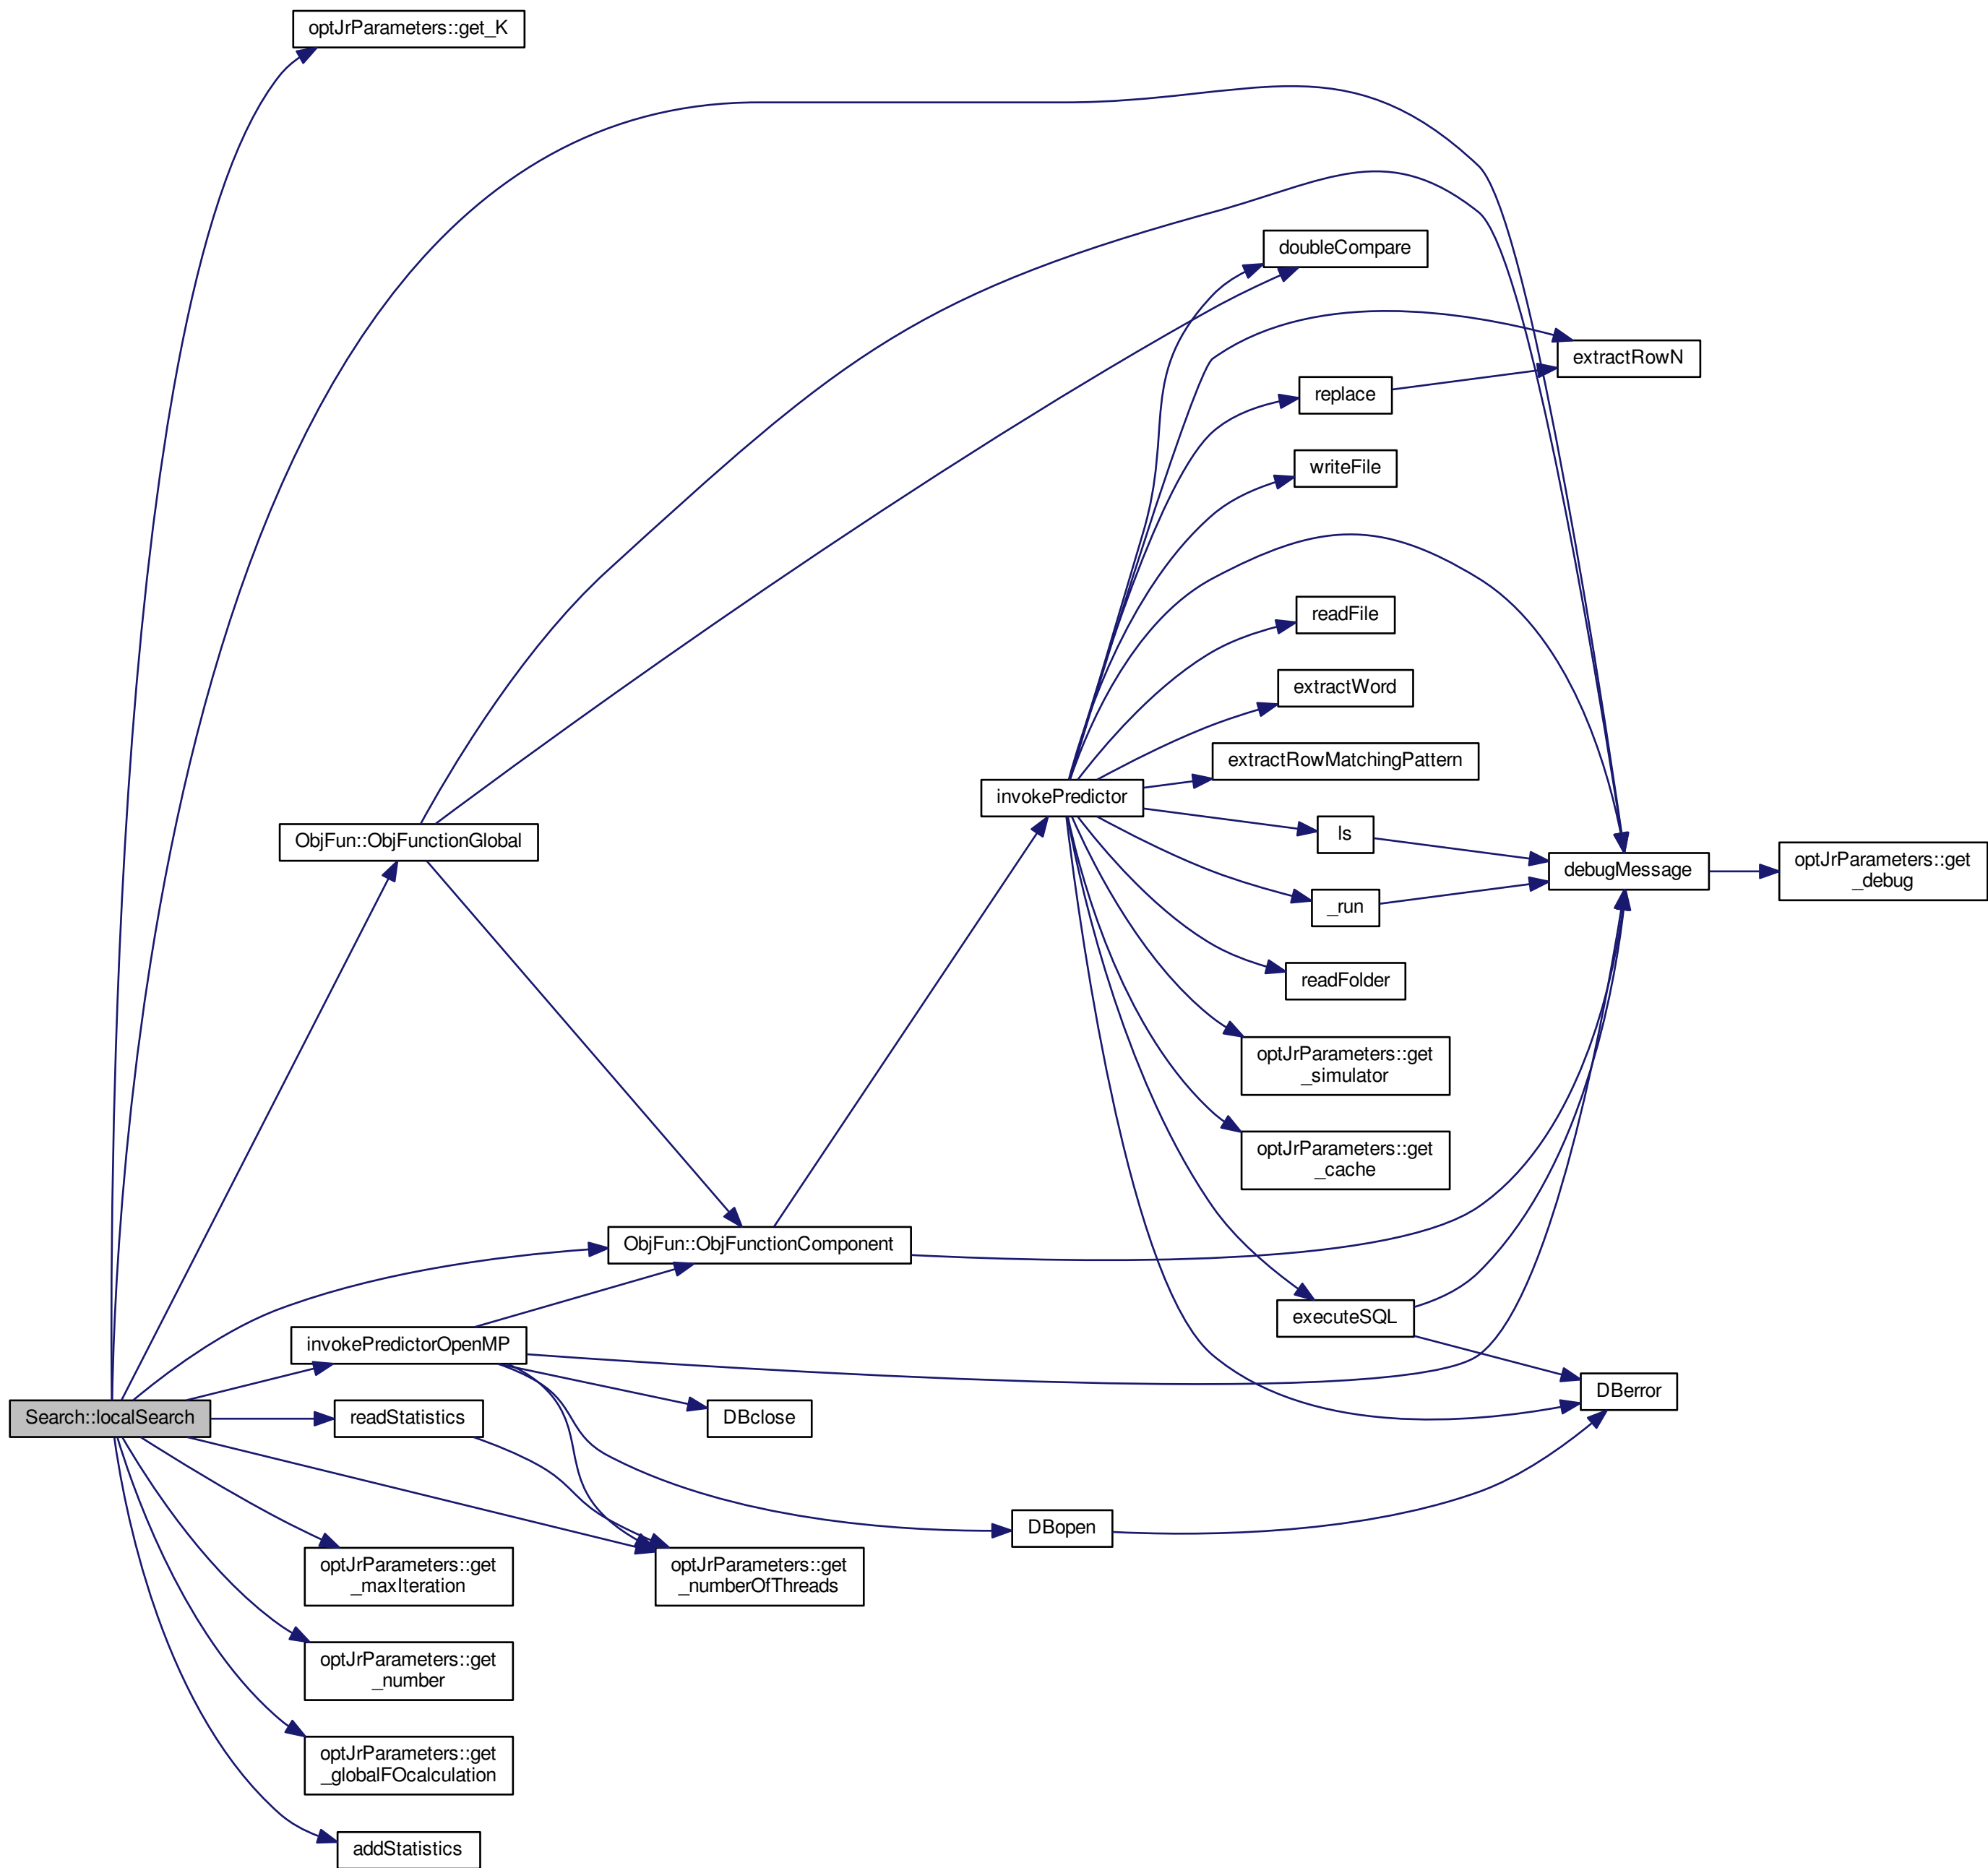 optJrParameters::get_K
doubleCompare
extractRowN
replace
writeFile
readFile
extractWord
extractRowMatchingPattern
invokePredictor
ls
ObjFun::ObjFunctionGlobal
debugMessage
optJrParameters::get
_debug
_run
readFolder
optJrParameters::get
_simulator
optJrParameters::get
_cache
ObjFun::ObjFunctionComponent
executeSQL
invokePredictorOpenMP
DBerror
Search::localSearch
readStatistics
DBclose
DBopen
optJrParameters::get
_maxIteration
optJrParameters::get
_numberOfThreads
optJrParameters::get
_number
optJrParameters::get
_globalFOcalculation
addStatistics